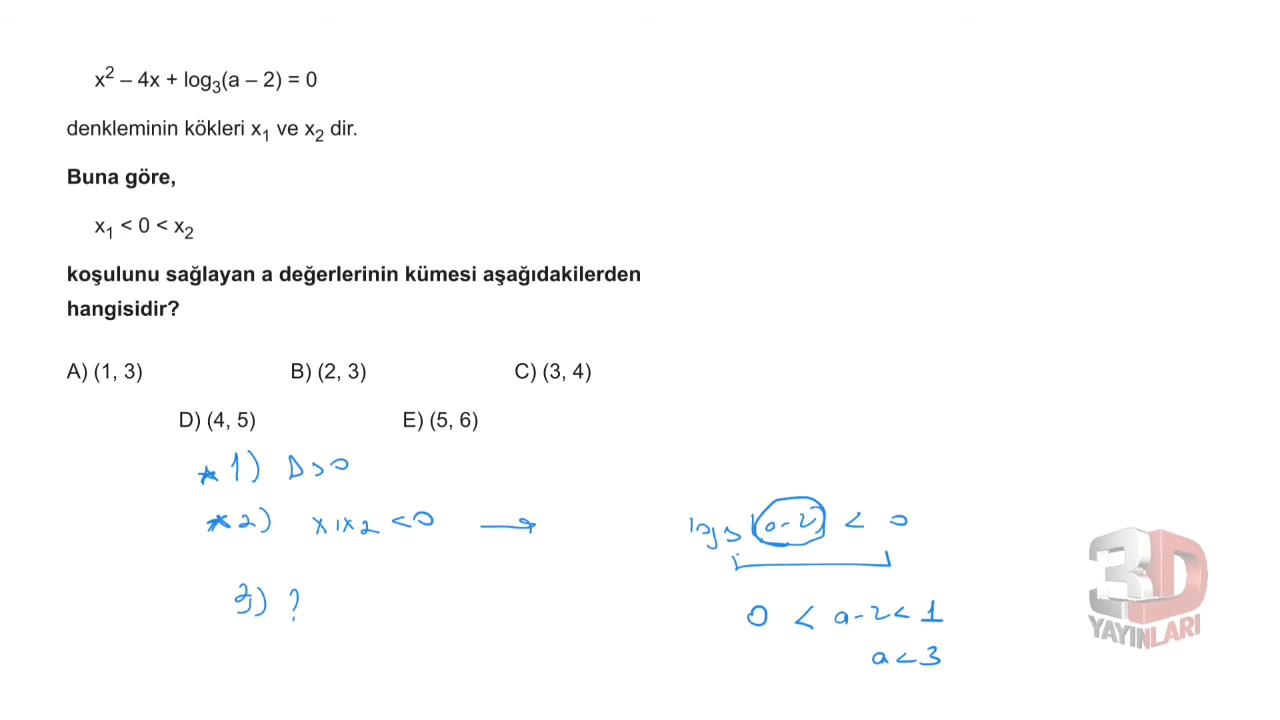 x² – 4x + log₃(a – 2) = 0
denkleminin kökleri x₁ ve x₂ dir.
Buna göre,
x₁ < 0 < x₂
koşulunu sağlayan a değerlerinin kümesi aşağıdakilerden
hangisidir?
A) (1, 3) B) (2, 3) C) (3, 4)
D) (4, 5) E) (5, 6)
* 1) Δ > 0
* 2) x₁x₂ < 0 → log₃(a-2) < 0
3) ?
0 < a-2 < 1
a < 3
3D
YAYINLARI